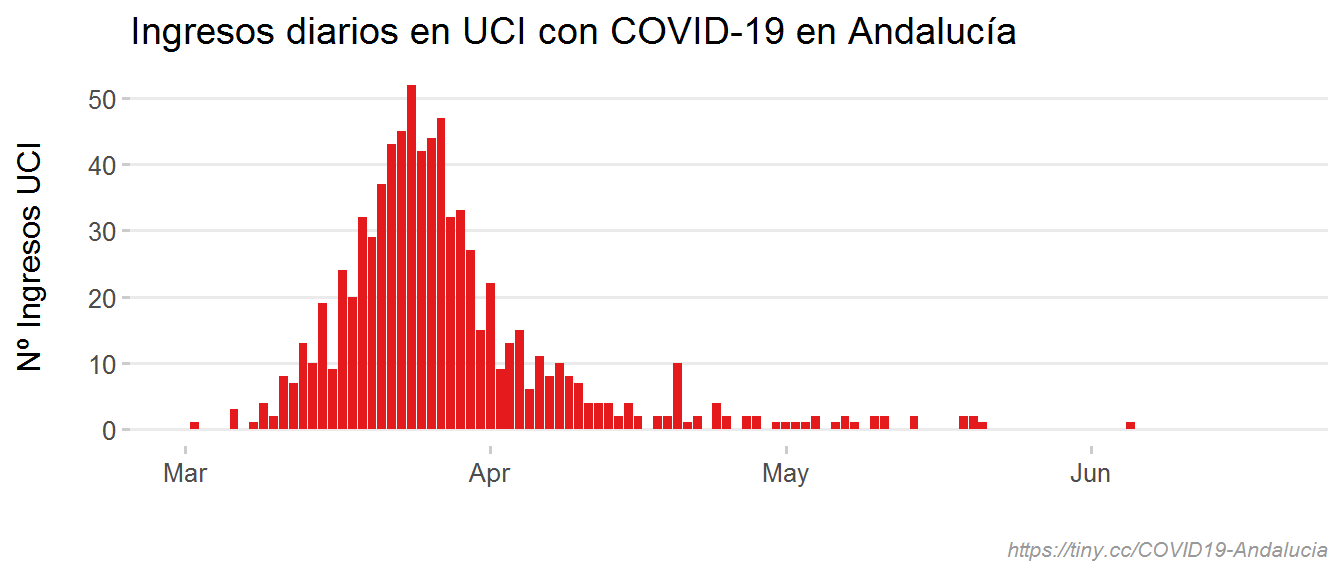 Ingresos diarios en UCI con COVID-19 en Andalucía
Nº Ingresos UCI
50
40
30
20
10
0
Mar Apr May Jun
https://tiny.cc/COVID19-Andalucia